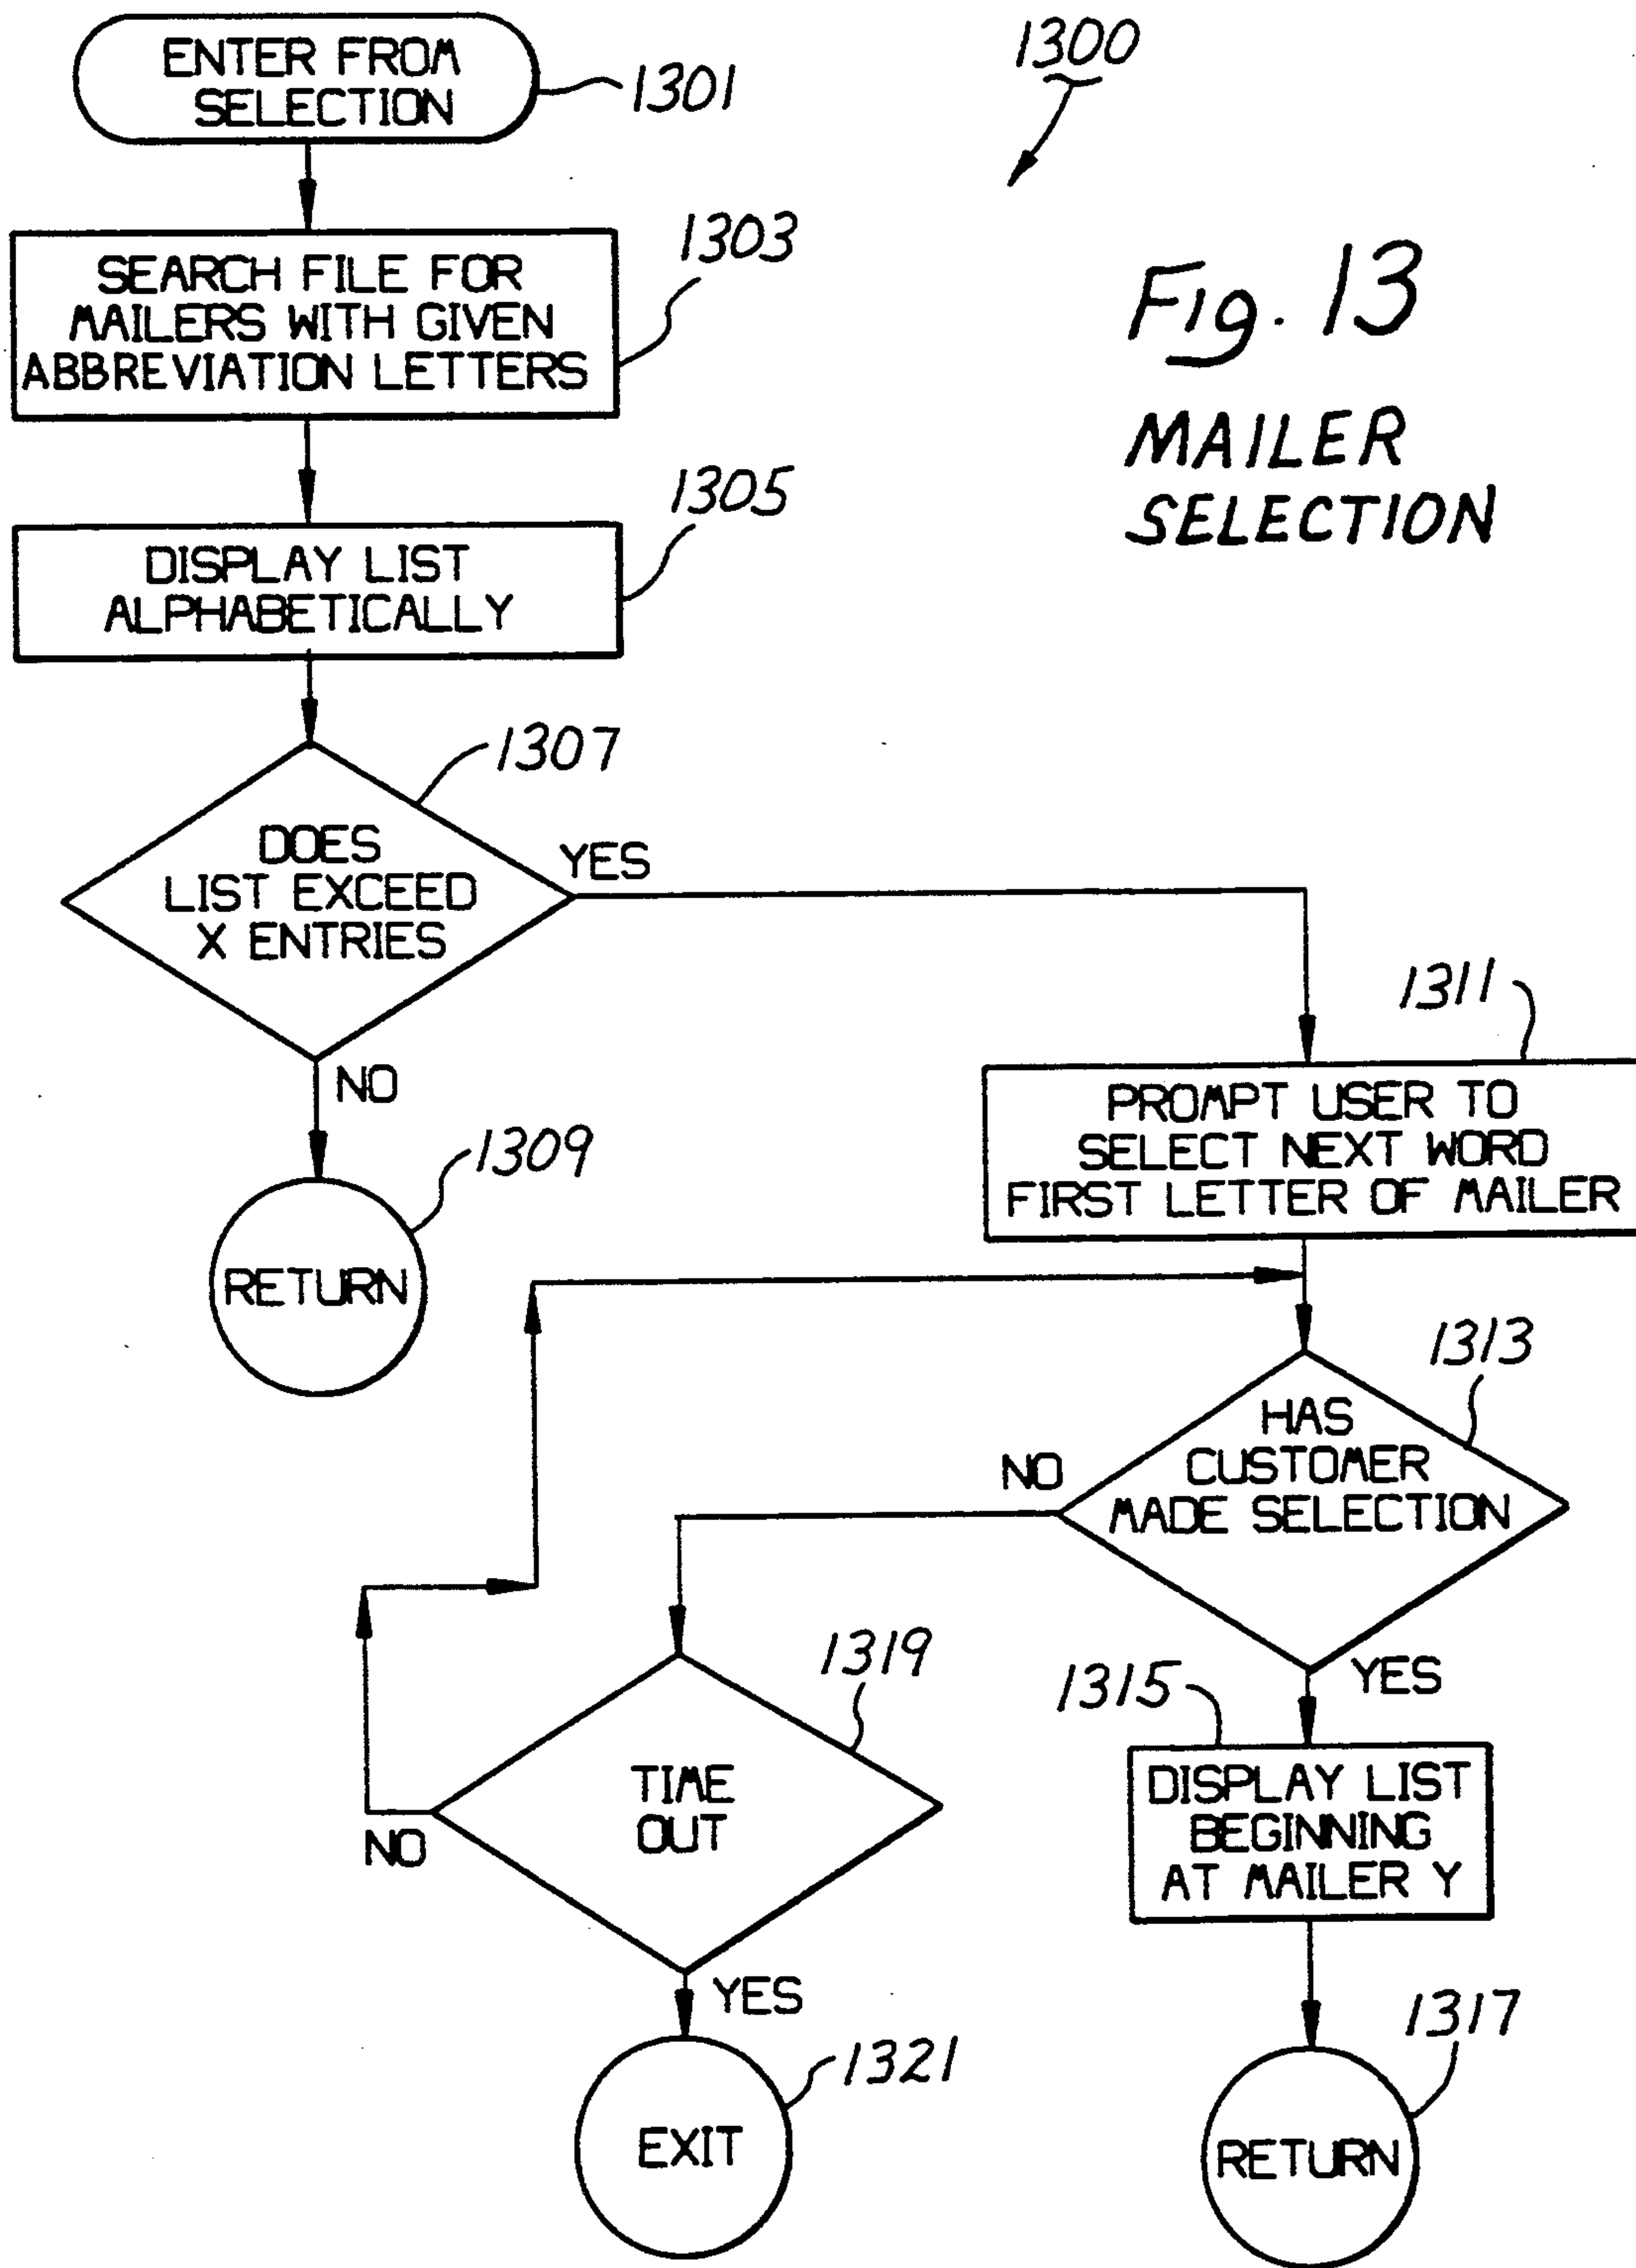 ENTER FROM
SELECTION
1301
1300
SEARCH FILE FOR
MAILERS WITH GIVEN
ABBREVIATION LETTERS
1303
Fig. 13
MAILER
SELECTION
DISPLAY LIST
ALPHABETICALLY
1305
DOES
LIST EXCEED
X ENTRIES
1307
YES
NO
RETURN
1309
1311
PROMPT USER TO
SELECT NEXT WORD
FIRST LETTER OF MAILER
1313
HAS
CUSTOMER
MADE SELECTION
NO
YES
1319
TIME
OUT
NO
YES
1315
DISPLAY LIST
BEGINNING
AT MAILER Y
1321
EXIT
1317
RETURN